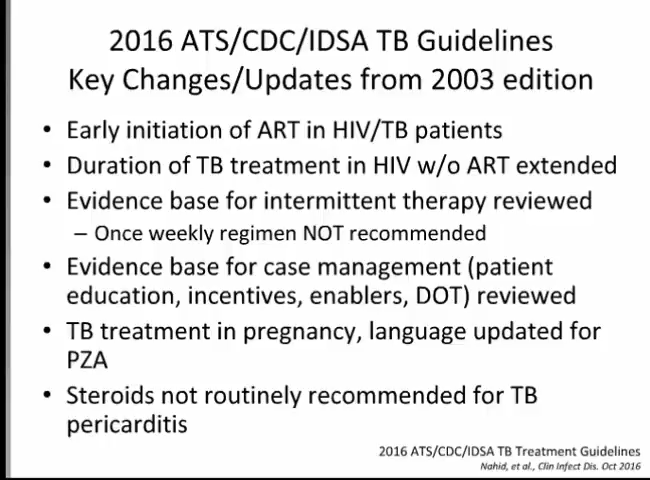 2016 ATS/CDC/IDSA TB Guidelines
Key Changes/Updates from 2003 edition
• Early initiation of ART in HIV/TB patients
• Duration of TB treatment in HIV w/o ART extended
• Evidence base for intermittent therapy reviewed
– Once weekly regimen NOT recommended
• Evidence base for case management (patient
education, incentives, enablers, DOT) reviewed
• TB treatment in pregnancy, language updated for
PZA
• Steroids not routinely recommended for TB
pericarditis
2016 ATS/CDC/IDSA TB Treatment Guidelines
Nahid, et al., Clin Infect Dis. Oct 2016